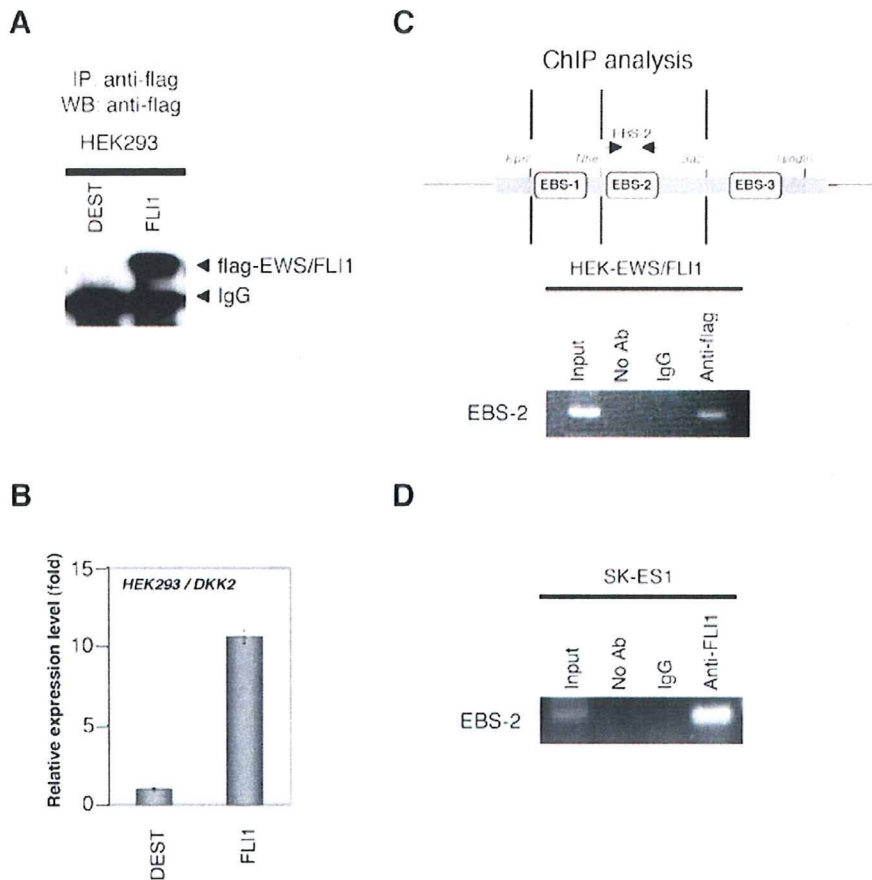 A
IP: anti-flag
WB: anti-flag
HEK293
DEST
FLI1
flag-EWS/FLI1
IgG
B
Relative expression level (fold)
15
10
5
0
HEK293 / DKK2
DEST
FLI1
C
ChIP analysis
EBS-2
EBS-1
EBS-2
EBS-3
HEK-EWS/FLI1
Input
No Ab
IgG
Anti-flag
EBS-2
D
SK-ES1
Input
No Ab
IgG
Anti-FLI1
EBS-2